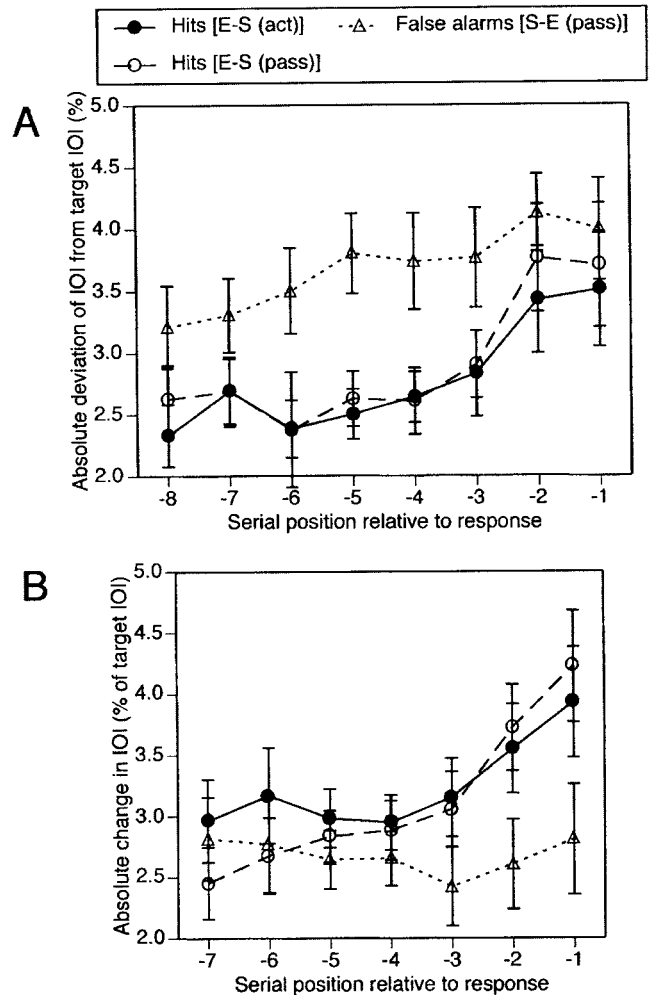 Hits [E-S (act)]
False alarms [S-E (pass)]
Hits [E-S (pass)]
A
Absolute deviation of IOI from target IOI (%)
5.0
4.5
4.0
3.5
3.0
2.5
2.0
-8 -7 -6 -5 -4 -3 -2 -1
Serial position relative to response
B
Absolute change in IOI (% of target IOI)
5.0
4.5
4.0
3.5
3.0
2.5
2.0
-7 -6 -5 -4 -3 -2 -1
Serial position relative to response